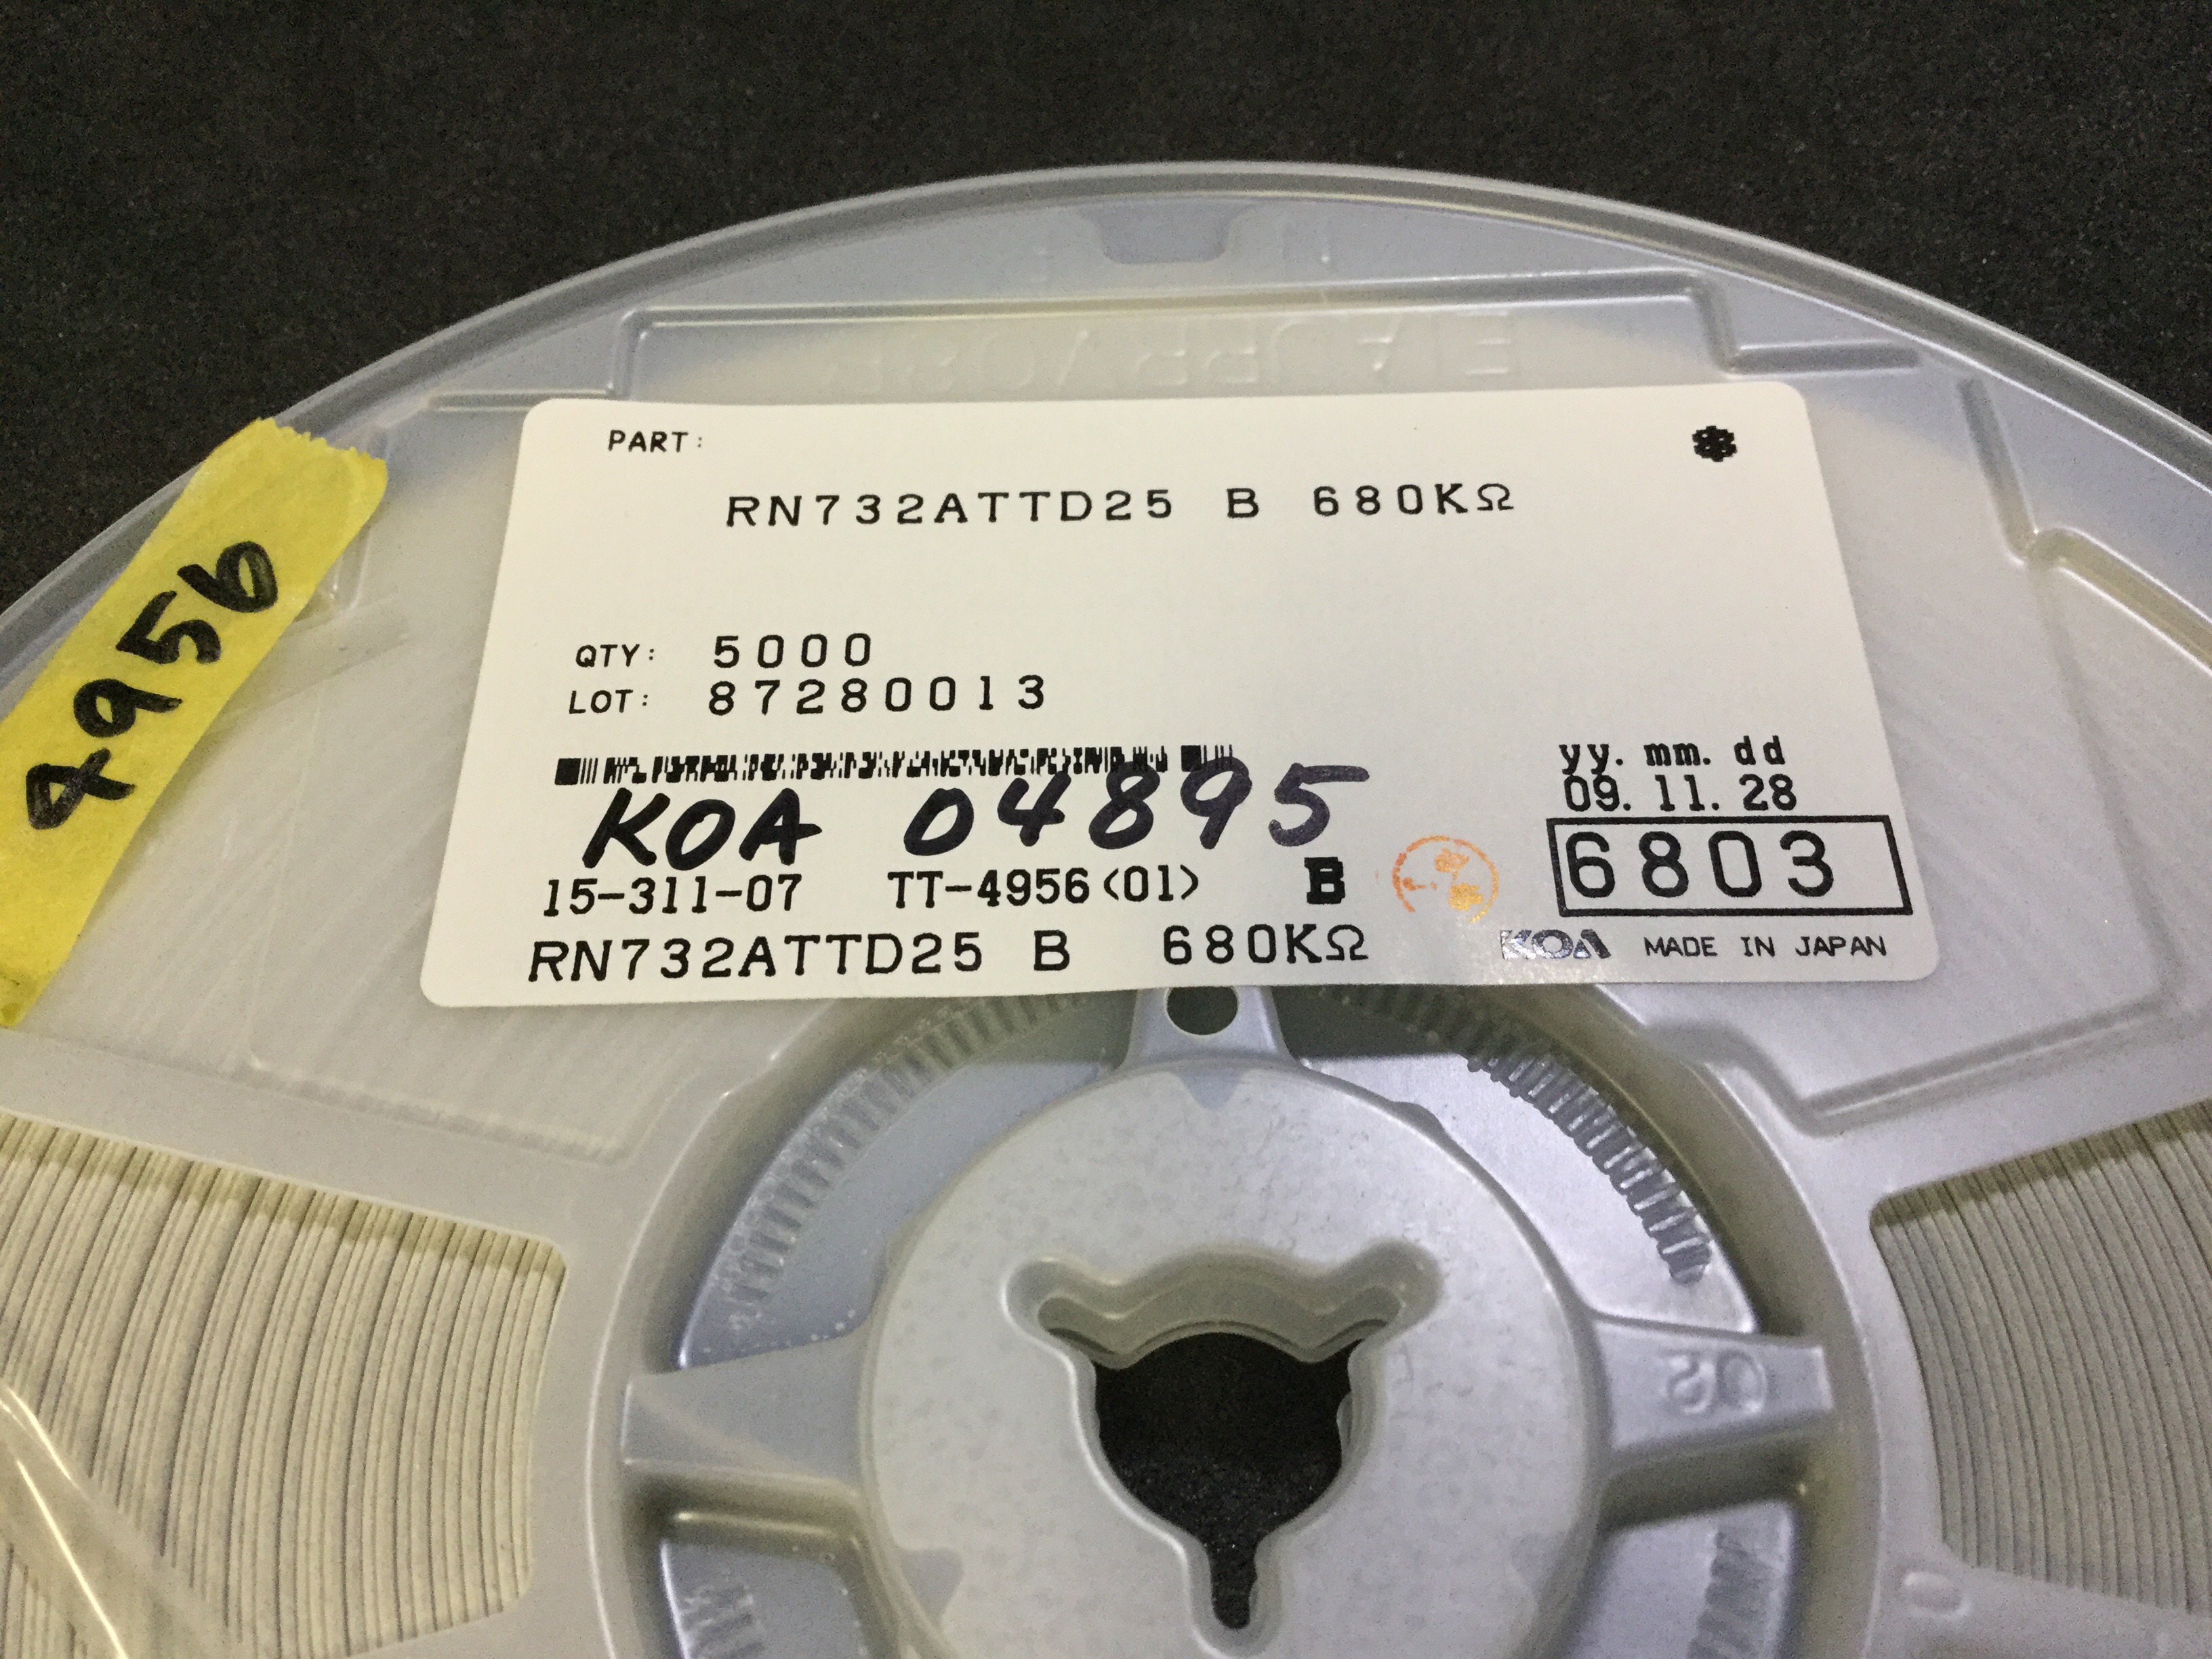 PART:
RN732ATTD25 B 680KΩ
QTY: 5000
LOT: 87280013
yy. mm. dd
09. 11. 28
KOA 04895
6803
15-311-07 TT-4956(01) B
RN732ATTD25 B 680KΩ
KOA MADE IN JAPAN
4956